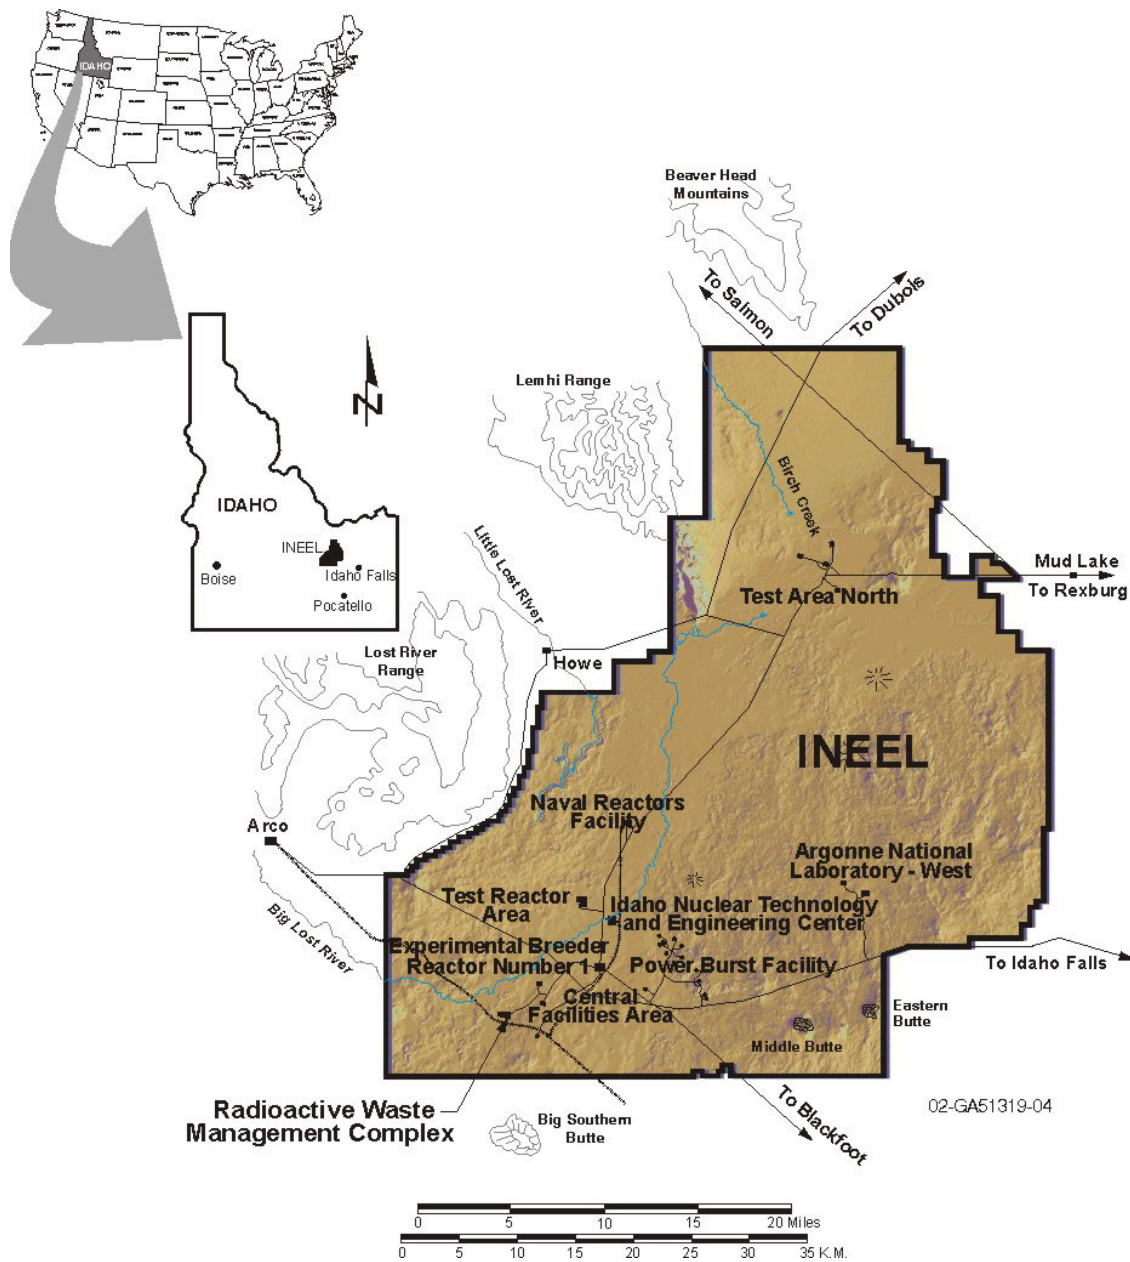 IDAHO
Beaver Head
Mountains
To Salmon
To Dubois
N
Lemhi Range
Birch Creek
IDAHO
INEEL
Boise
Idaho Falls
Pocatello
Little Lost River
Mud Lake
To Rexburg
Test Area North
Lost River
Range
Howe
INEEL
Naval Reactors
Facility
Arco
Argonne National
Laboratory - West
Test Reactor
Area
Idaho Nuclear Technology
and Engineering Center
Big Lost River
Experimental Breeder
Reactor Number 1
Power Burst Facility
To Idaho Falls
Central
Facilities Area
Eastern
Butte
Middle Butte
Radioactive Waste
Management Complex
Big Southern
Butte
To Blackfoot
02-GA51319-04
0 5 10 15 20 Miles
0 5 10 15 20 25 30 35 K.M.